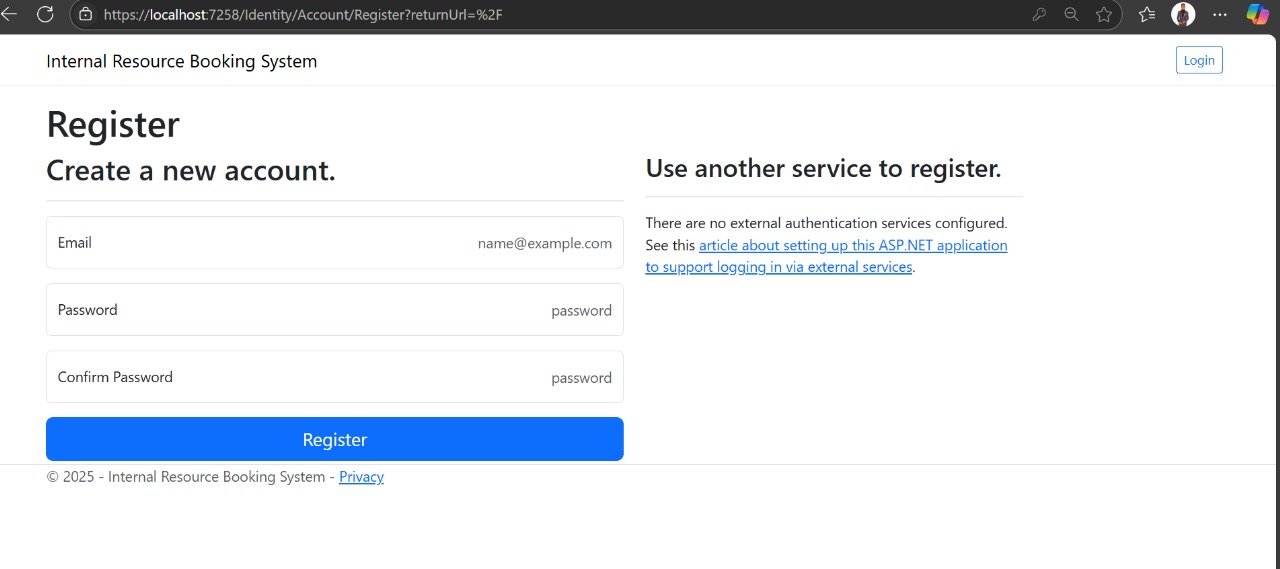 https://localhost:7258/Identity/Account/Register?returnUrl=%2F
Internal Resource Booking System
Login
Register
Create a new account.
Email
name@example.com
Password
password
Confirm Password
password
Register
Use another service to register.
There are no external authentication services configured.
See this article about setting up this ASP.NET application
to support logging in via external services.
© 2025 - Internal Resource Booking System - Privacy